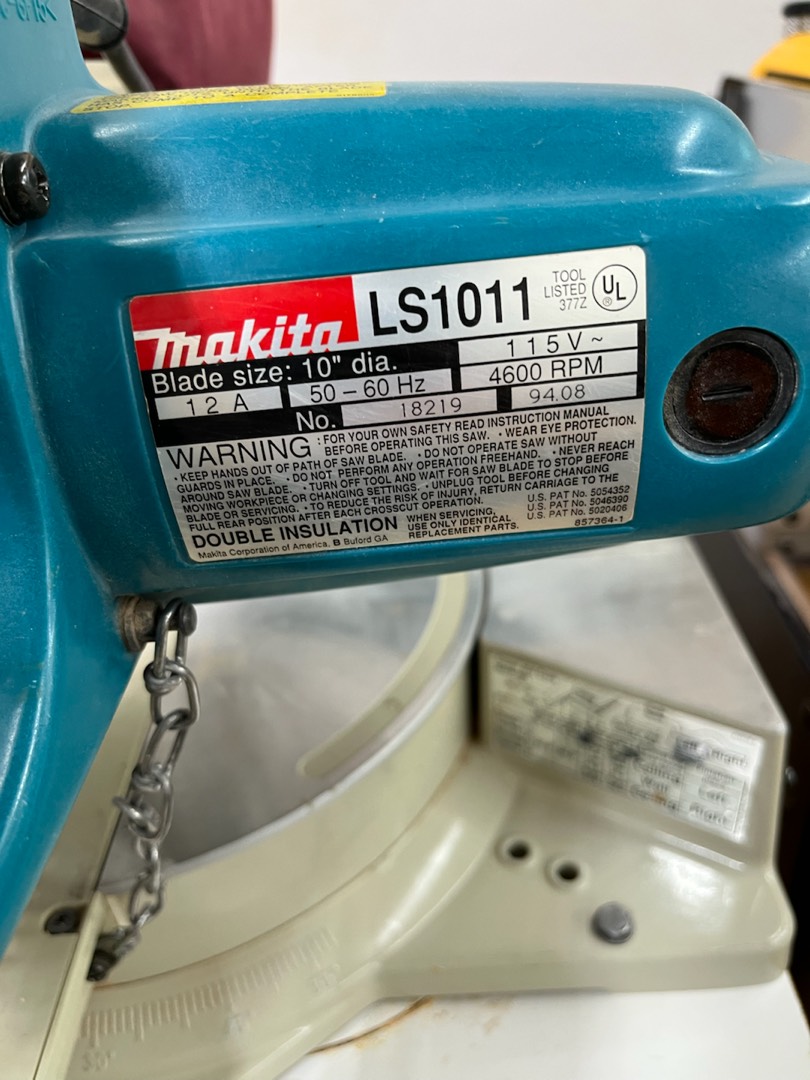 makita LS1011
TOOL
LISTED
377Z
UL
®
Blade size: 10" dia.
115V~
12A 50–60 Hz 4600 RPM
No. 18219 94.08
WARNING : FOR YOUR OWN SAFETY READ INSTRUCTION MANUAL
BEFORE OPERATING THIS SAW. · WEAR EYE PROTECTION.
· KEEP HANDS OUT OF PATH OF SAW BLADE. · DO NOT OPERATE SAW WITHOUT
GUARDS IN PLACE. · DO NOT PERFORM ANY OPERATION FREEHAND. · NEVER REACH
AROUND SAW BLADE. · TURN OFF TOOL AND WAIT FOR SAW BLADE TO STOP BEFORE
MOVING WORKPIECE OR CHANGING SETTINGS. · UNPLUG TOOL BEFORE CHANGING
BLADE OR SERVICING. · TO REDUCE THE RISK OF INJURY, RETURN CARRIAGE TO THE
FULL REAR POSITION AFTER EACH CROSSCUT OPERATION.
DOUBLE INSULATION
WHEN SERVICING,
USE ONLY IDENTICAL
REPLACEMENT PARTS.
U.S. PAT No. 5054352
U.S. PAT No. 5046390
U.S. PAT No. 5020406
857364-1
Makita Corporation of America, B Buford GA